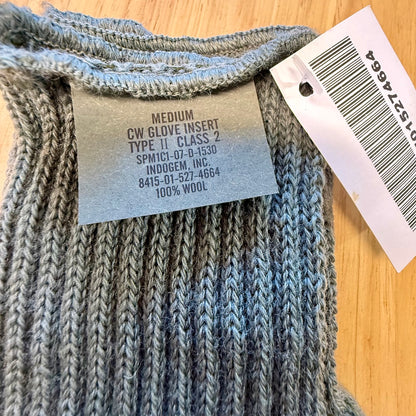 MEDIUM
CW GLOVE INSERT
TYPE II CLASS 2
SPM1C1-07-D-1530
INDOGEM, INC.
8415-01-527-4664
100% WOOL
015274664